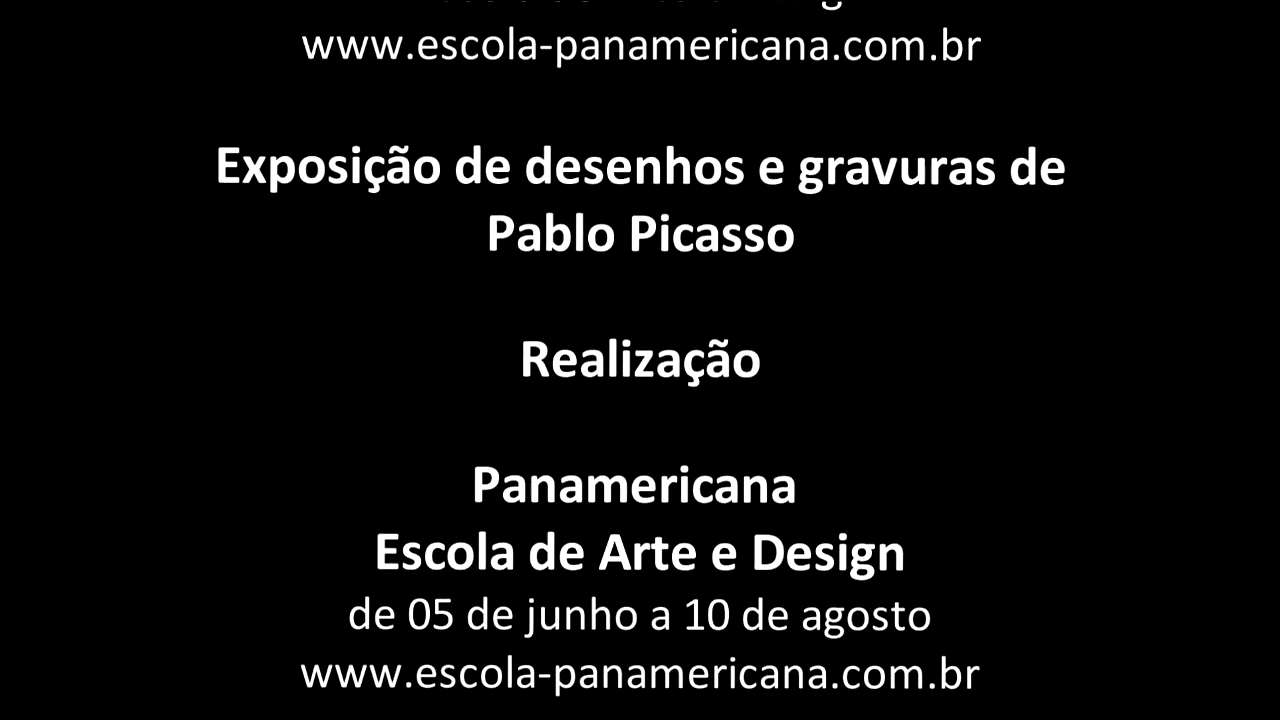 www.escola-panamericana.com.br
Exposição de desenhos e gravuras de
Pablo Picasso
Realização
Panamericana
Escola de Arte e Design
de 05 de junho a 10 de agosto
www.escola-panamericana.com.br